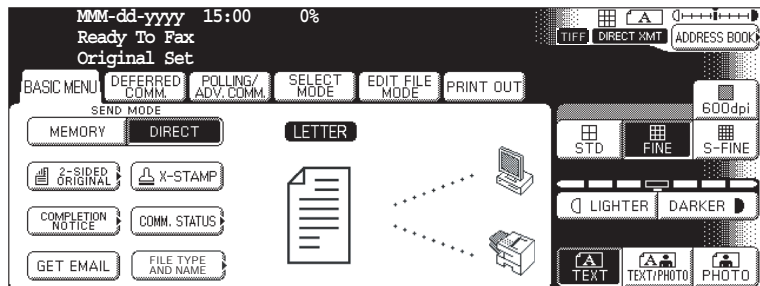 MMM-dd-yyyy 15:00 0%
Ready To Fax
Original Set
TIFF DIRECT XMT ADDRESS BOOK
BASIC MENU
DEFERRED COMM.
POLLING/ ADV. COMM.
SELECT MODE
EDIT FILE MODE
PRINT OUT
SEND MODE
MEMORY DIRECT
LETTER
2-SIDED ORIGINAL
X-STAMP
COMPLETION NOTICE
COMM. STATUS
GET EMAIL
FILE TYPE AND NAME
600dpi
STD FINE S-FINE
LIGHTER DARKER
A TEXT
A TEXT/PHOTO
PHOTO
A